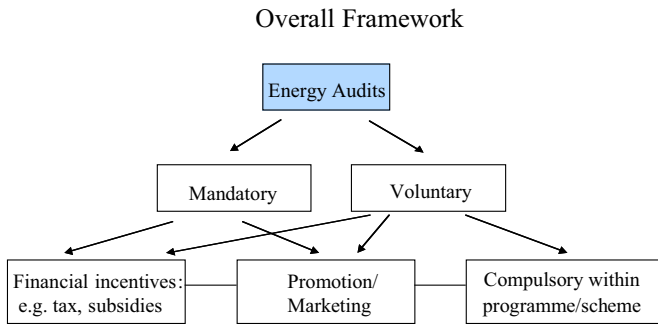 Overall Framework
Energy Audits
Mandatory
Voluntary
Financial incentives:
e.g. tax, subsidies
Promotion/
Marketing
Compulsory within
programme/scheme